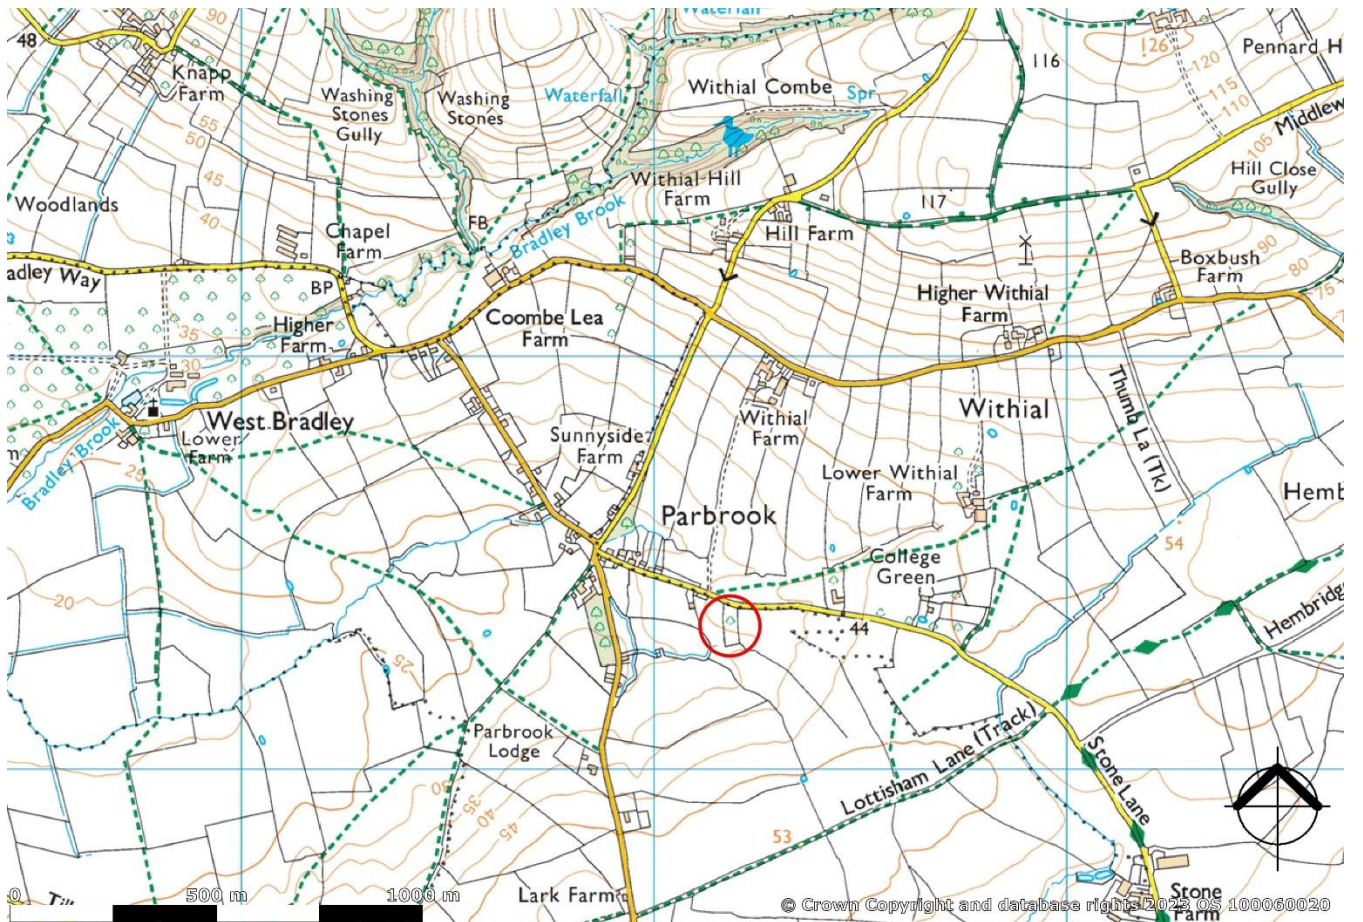 90
Waterfall
48
Knapp
Farm
Washing
Stones
Gully
Washing
Stones
Waterfall
Withial Combe
Spr
116
126
120
115
110
105
Pennard H
Middlew
55
50
45
40
Woodlands
Withial Hill
Farm
117
Hill Close
Gully
FB
Bradley Brook
Chapel
Farm
Hill Farm
90
80
75
Boxbush
Farm
adley Way
BP
Higher Withial
Farm
35
30
Higher
Farm
Coombe Lea
Farm
Thumb La (Tk)
West Bradley
Lower
Farm
Bradley Brook
25
Sunnyside
Farm
Withial
Farm
Withial
Lower Withial
Farm
Hemb
Parbrook
54
College
Green
20
25
44
Hembridge
Parbrook
Lodge
30
35
40
45
Lottisham Lane (Track)
Stone Lane
53
Lark Farm
Stone
Farm
0
500 m
1000 m
© Crown Copyright and database rights 2023 OS 100060020